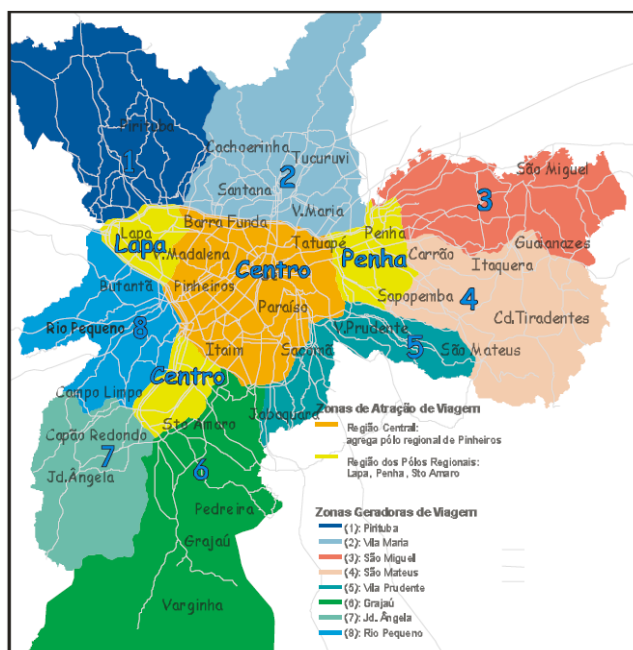 Pirituba
1
Cachoerinha
Tucuruvi
2
Santana
V.Maria
São Miguel
3
Barra Funda
Lapa
Lapa
V.Madalena
Tatuapé
Penha
Penha
Guaianazes
Carrão
Itaquera
Centro
Butantã
Pinheiros
Paraíso
Sapopemba
4
Cd.Tiradentes
Rio Pequeno
8
V.Prudente
5
São Mateus
Itaim
Sacomã
Centro
Campo Limpo
Jabaquara
Sto Amaro
Capão Redondo
7
Jd.Ângela
6
Pedreira
Grajaú
Varginha
Zonas de Atração de Viagem
Região Central:
agrega pólo regional de Pinheiros
Região dos Pólos Regionais:
Lapa, Penha, Sto Amaro
Zonas Geradoras de Viagem
(1): Pirituba
(2): Vila Maria
(3): São Miguel
(4): São Mateus
(5): Vila Prudente
(6): Grajaú
(7): Jd. Ângela
(8): Rio Pequeno